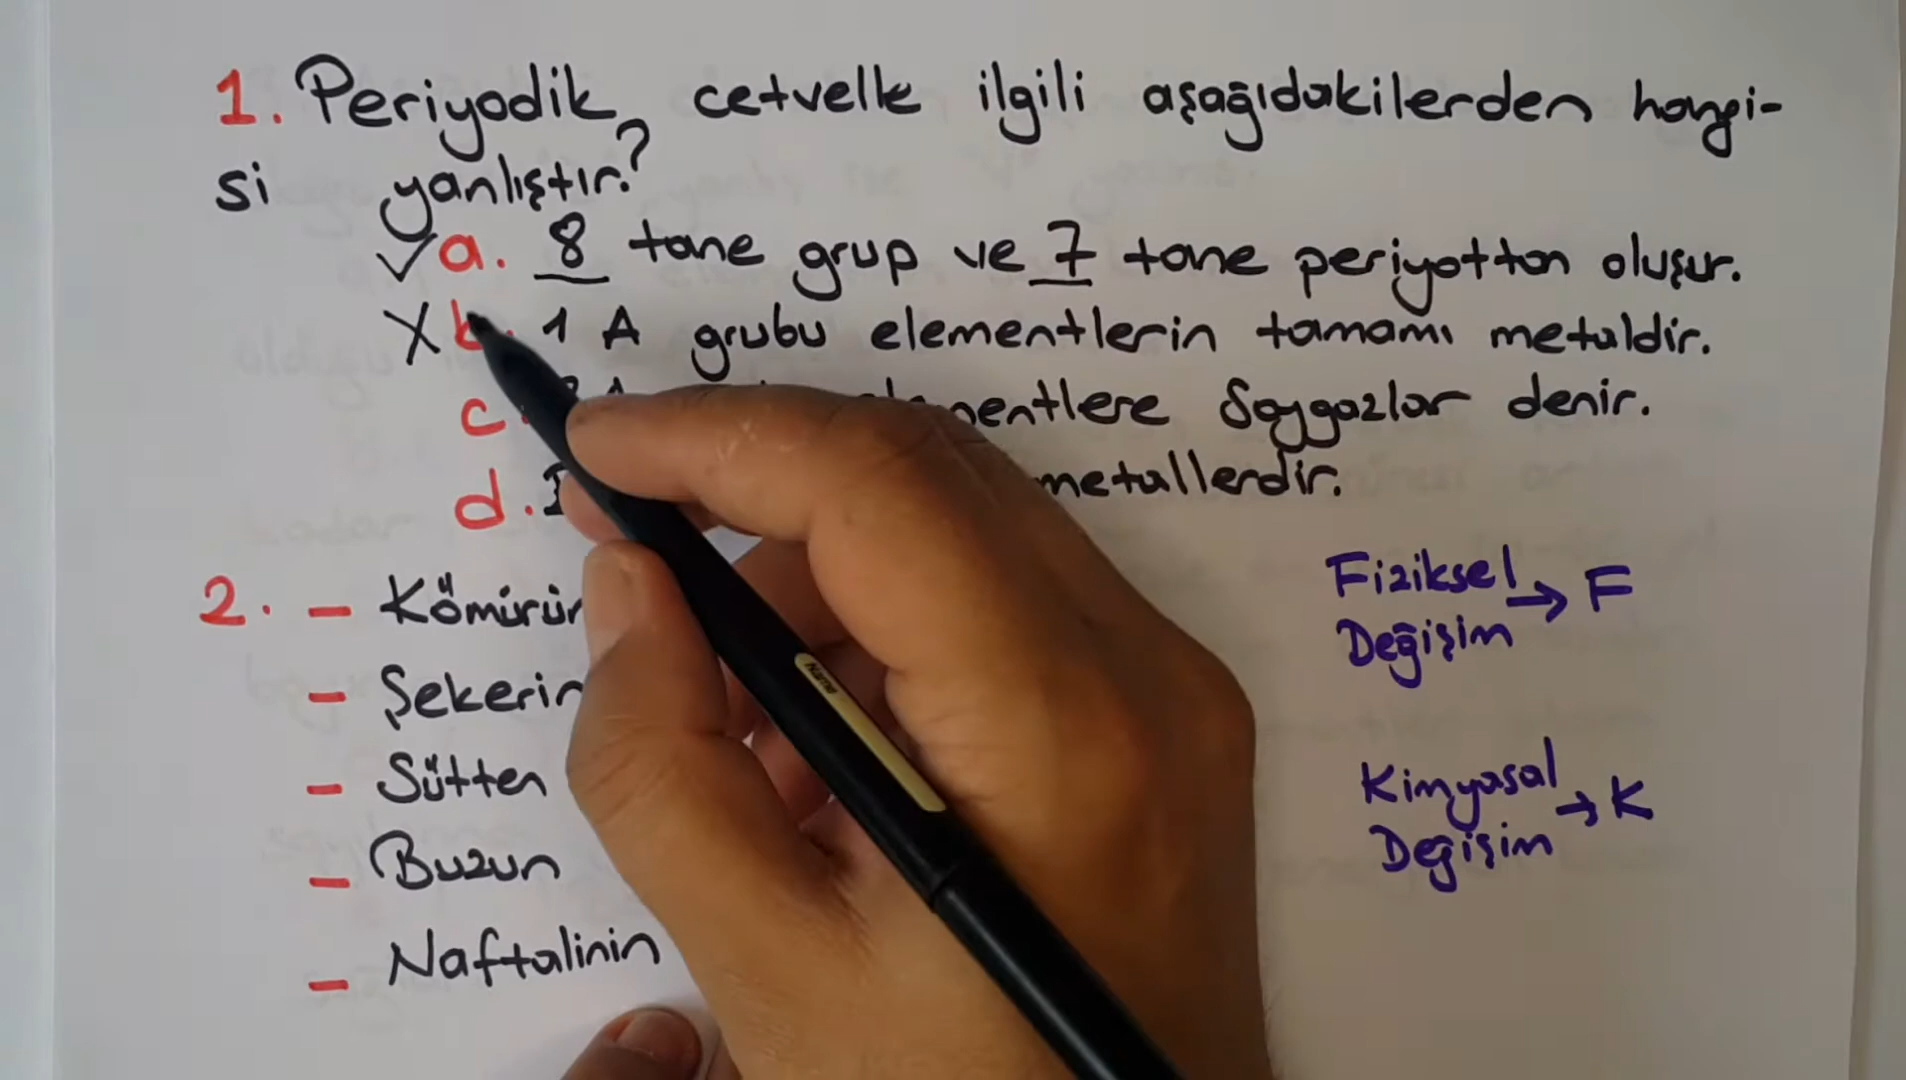 1. Periyodik cetvelle ilgili aşağıdakilerden hangi-
si yanlıştır?
✓ a. 8 tane grup ve 7 tane periyottan oluşur.
X b. 1 A grubu elementlerin tamamı metaldir.
c. elementlere Soygazlar denir.
d. metallerdir.
2. - Kömürün
- Şekerin
- Sütten
- Buzun
- Naftalinin
Fiziksel
Değişim → F
Kimyasal
Değişim → K